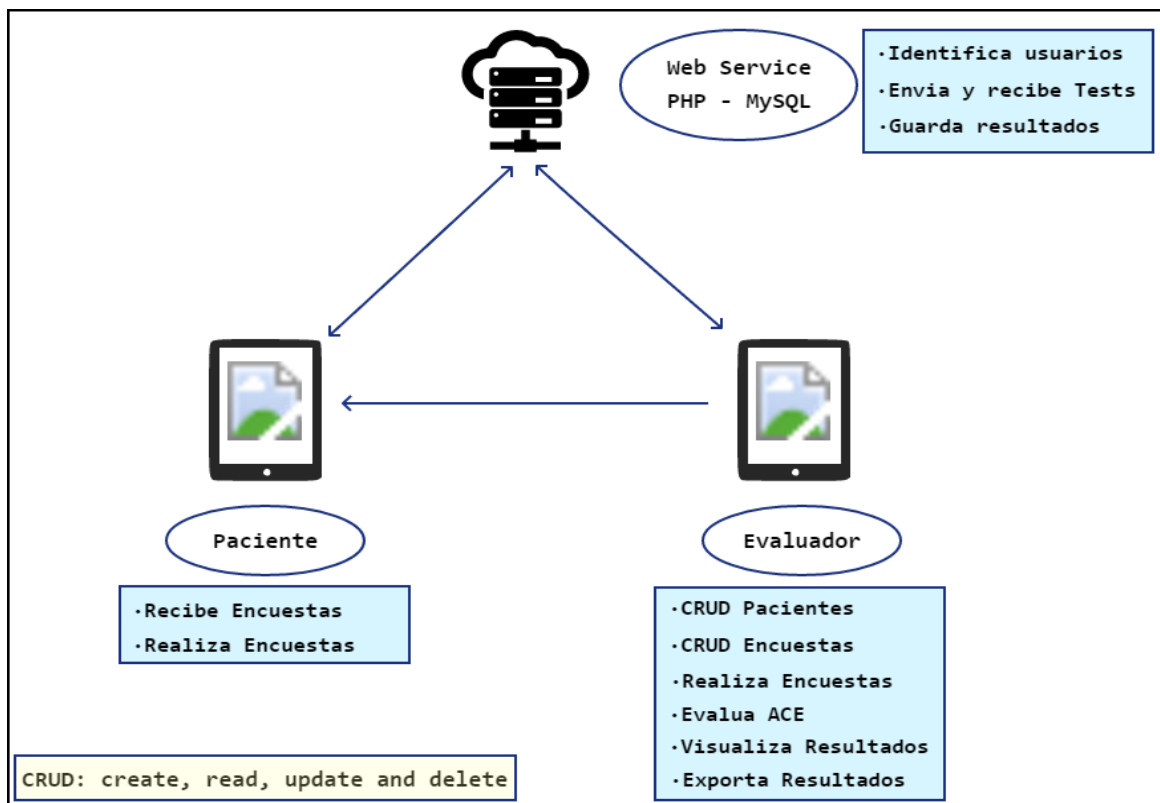 Web Service
PHP - MySQL
·Identifica usuarios
·Envia y recibe Tests
·Guarda resultados
Paciente
·Recibe Encuestas
·Realiza Encuestas
Evaluador
·CRUD Pacientes
·CRUD Encuestas
·Realiza Encuestas
·Evalua ACE
·Visualiza Resultados
·Exporta Resultados
CRUD: create, read, update and delete